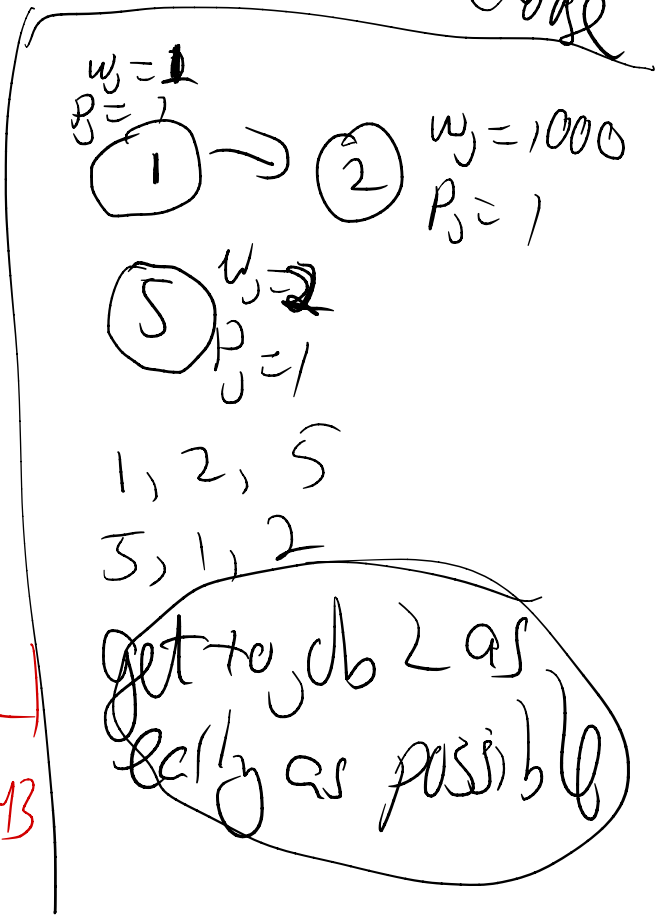 w_j = 1
P_j = 1
1 → 2
w_j = 1000
P_j = 1
5
w_j = 2
P_j = 1
1, 2, 5
5, 1, 2
get to job 2 as
early as possible
13